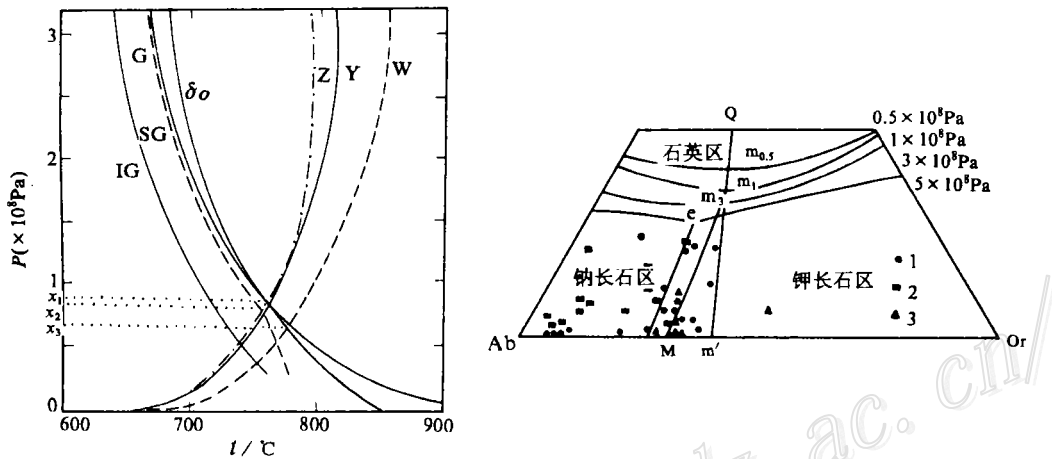 3
2
1
0
P(×10⁸Pa)
x₁
x₂
x₃
600
700
800
900
t / ℃
G
δo
SG
IG
Z
Y
W
Q
石英区
m₀.₅
m₁
m₃
e
0.5×10⁸Pa
1×10⁸Pa
3×10⁸Pa
5×10⁸Pa
钠长石区
钾长石区
1
2
3
Ab
M
m′
Or
ac. cn/